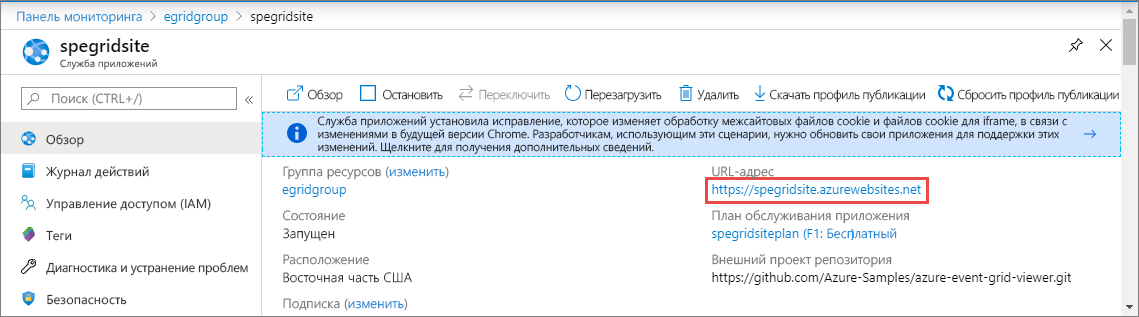 Панель мониторинга > egridgroup > spegridsite
spegridsite
Служба приложений
Поиск (CTRL+/)
Обзор
Журнал действий
Управление доступом (IAM)
Теги
Диагностика и устранение проблем
Безопасность
Обзор Остановить Переключить Перезагрузить Удалить Скачать профиль публикации Сбросить профиль публикации
Служба приложений установила исправление, которое изменяет обработку межсайтовых файлов cookie и файлов cookie для iframe, в связи с
изменениями в будущей версии Chrome. Разработчикам, использующим эти сценарии, нужно обновить свои приложения для поддержки этих
изменений. Щелкните для получения дополнительных сведений.
Группа ресурсов (изменить)
egridgroup
Состояние
Запущен
Расположение
Восточная часть США
Подписка (изменить)
URL-адрес
https://spegridsite.azurewebsites.net
План обслуживания приложения
spegridsiteplan (F1: Бесплатный)
Внешний проект репозитория
https://github.com/Azure-Samples/azure-event-grid-viewer.git